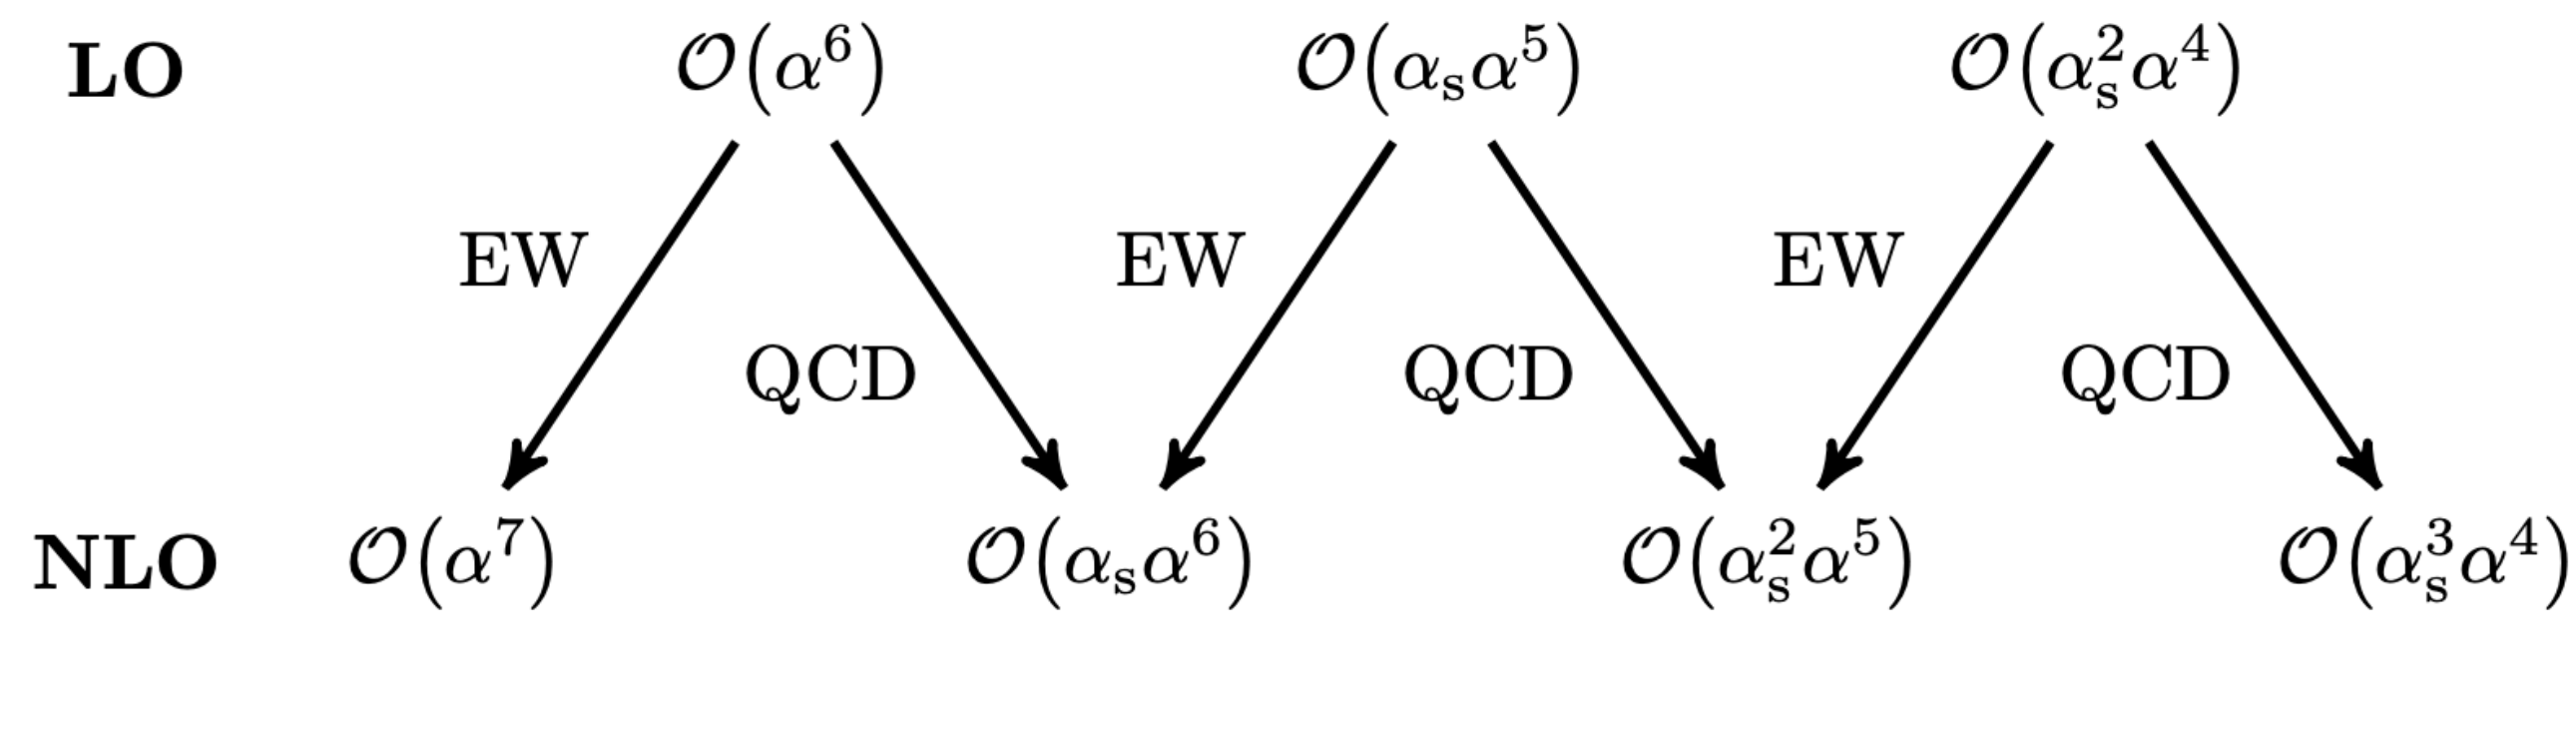 LO 𝒪(α⁶) 𝒪(αₛα⁵) 𝒪(αₛ²α⁴)
EW EW EW
QCD QCD QCD
NLO 𝒪(α⁷) 𝒪(αₛα⁶) 𝒪(αₛ²α⁵) 𝒪(αₛ³α⁴)